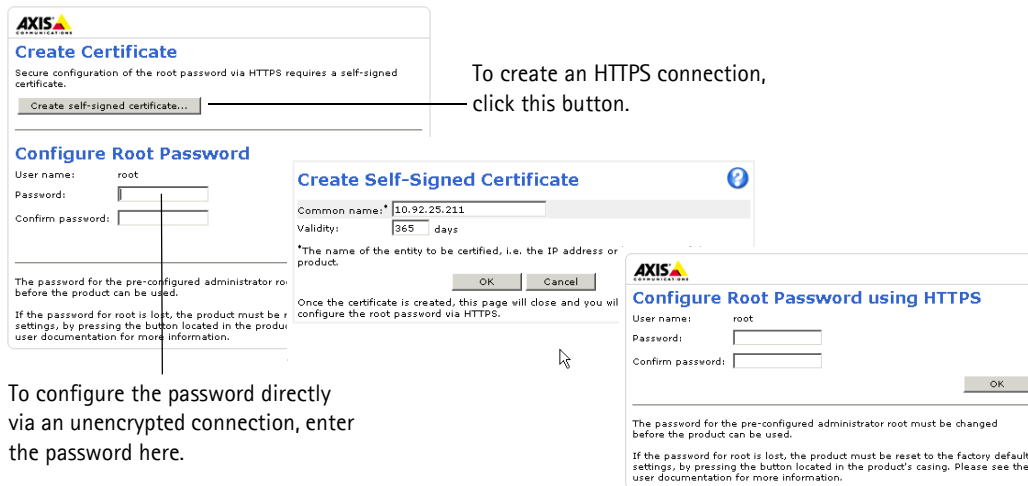 AXIS
COMMUNICATIONS
Create Certificate
Secure configuration of the root password via HTTPS requires a self-signed
certificate.
Create self-signed certificate...
To create an HTTPS connection,
click this button.
Configure Root Password
User name: root
Password:
Confirm password:
The password for the pre-configured administrator ro
before the product can be used.
If the password for root is lost, the product must be r
settings, by pressing the button located in the produ
user documentation for more information.
To configure the password directly
via an unencrypted connection, enter
the password here.
Create Self-Signed Certificate
Common name:* 10.92.25.211
Validity: 365 days
*The name of the entity to be certified, i.e. the IP address or
product.
OK Cancel
Once the certificate is created, this page will close and you wil
configure the root password via HTTPS.
AXIS
COMMUNICATIONS
Configure Root Password using HTTPS
User name: root
Password:
Confirm password:
OK
The password for the pre-configured administrator root must be changed
before the product can be used.
If the password for root is lost, the product must be reset to the factory default
settings, by pressing the button located in the product's casing. Please see the
user documentation for more information.